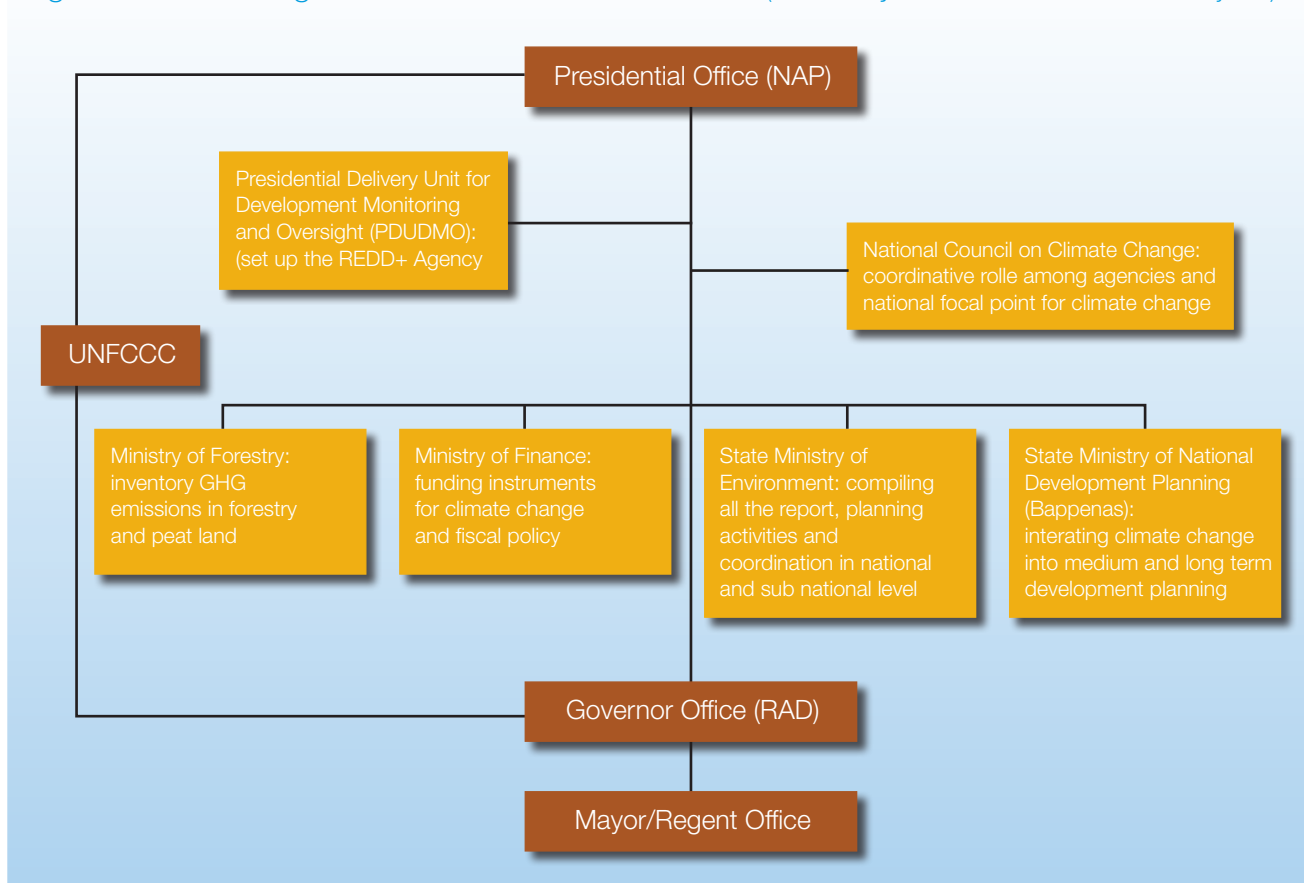 Presidential Office (NAP)
Presidential Delivery Unit for
Development Monitoring
and Oversight (PDUDMO):
(set up the REDD+ Agency
National Council on Climate Change:
coordinative rolle among agencies and
national focal point for climate change
UNFCCC
Ministry of Forestry:
inventory GHG
emissions in forestry
and peat land
Ministry of Finance:
funding instruments
for climate change
and fiscal policy
State Ministry of
Environment: compiling
all the report, planning
activities and
coordination in national
and sub national level
State Ministry of National
Development Planning
(Bappenas):
interating climate change
into medium and long term
development planning
Governor Office (RAD)
Mayor/Regent Office